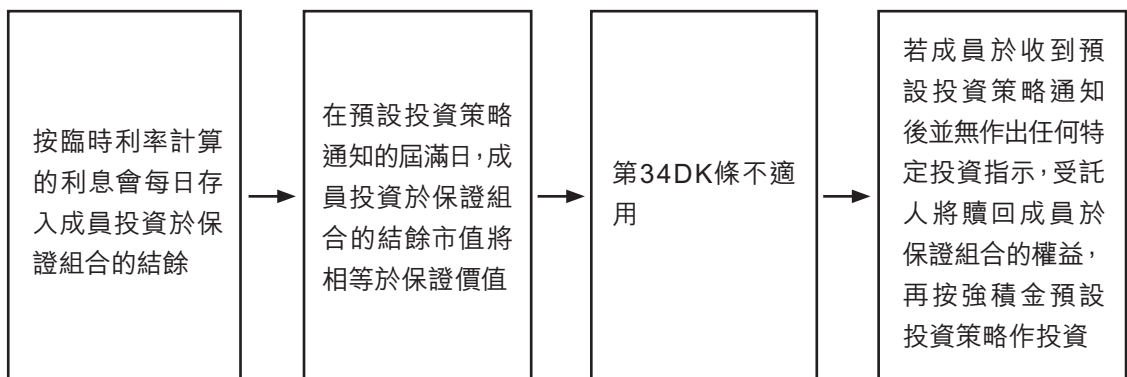 按臨時利率計算
的利息會每日存
入成員投資於保
證組合的結餘
在預設投資策略
通知的屆滿日，成
員投資於保證組
合的結餘市值將
相等於保證價值
第34DK條不適
用
若成員於收到預
設投資策略通知
後並無作出任何特
定投資指示，受託
人將贖回成員於
保證組合的權益，
再按強積金預設
投資策略作投資